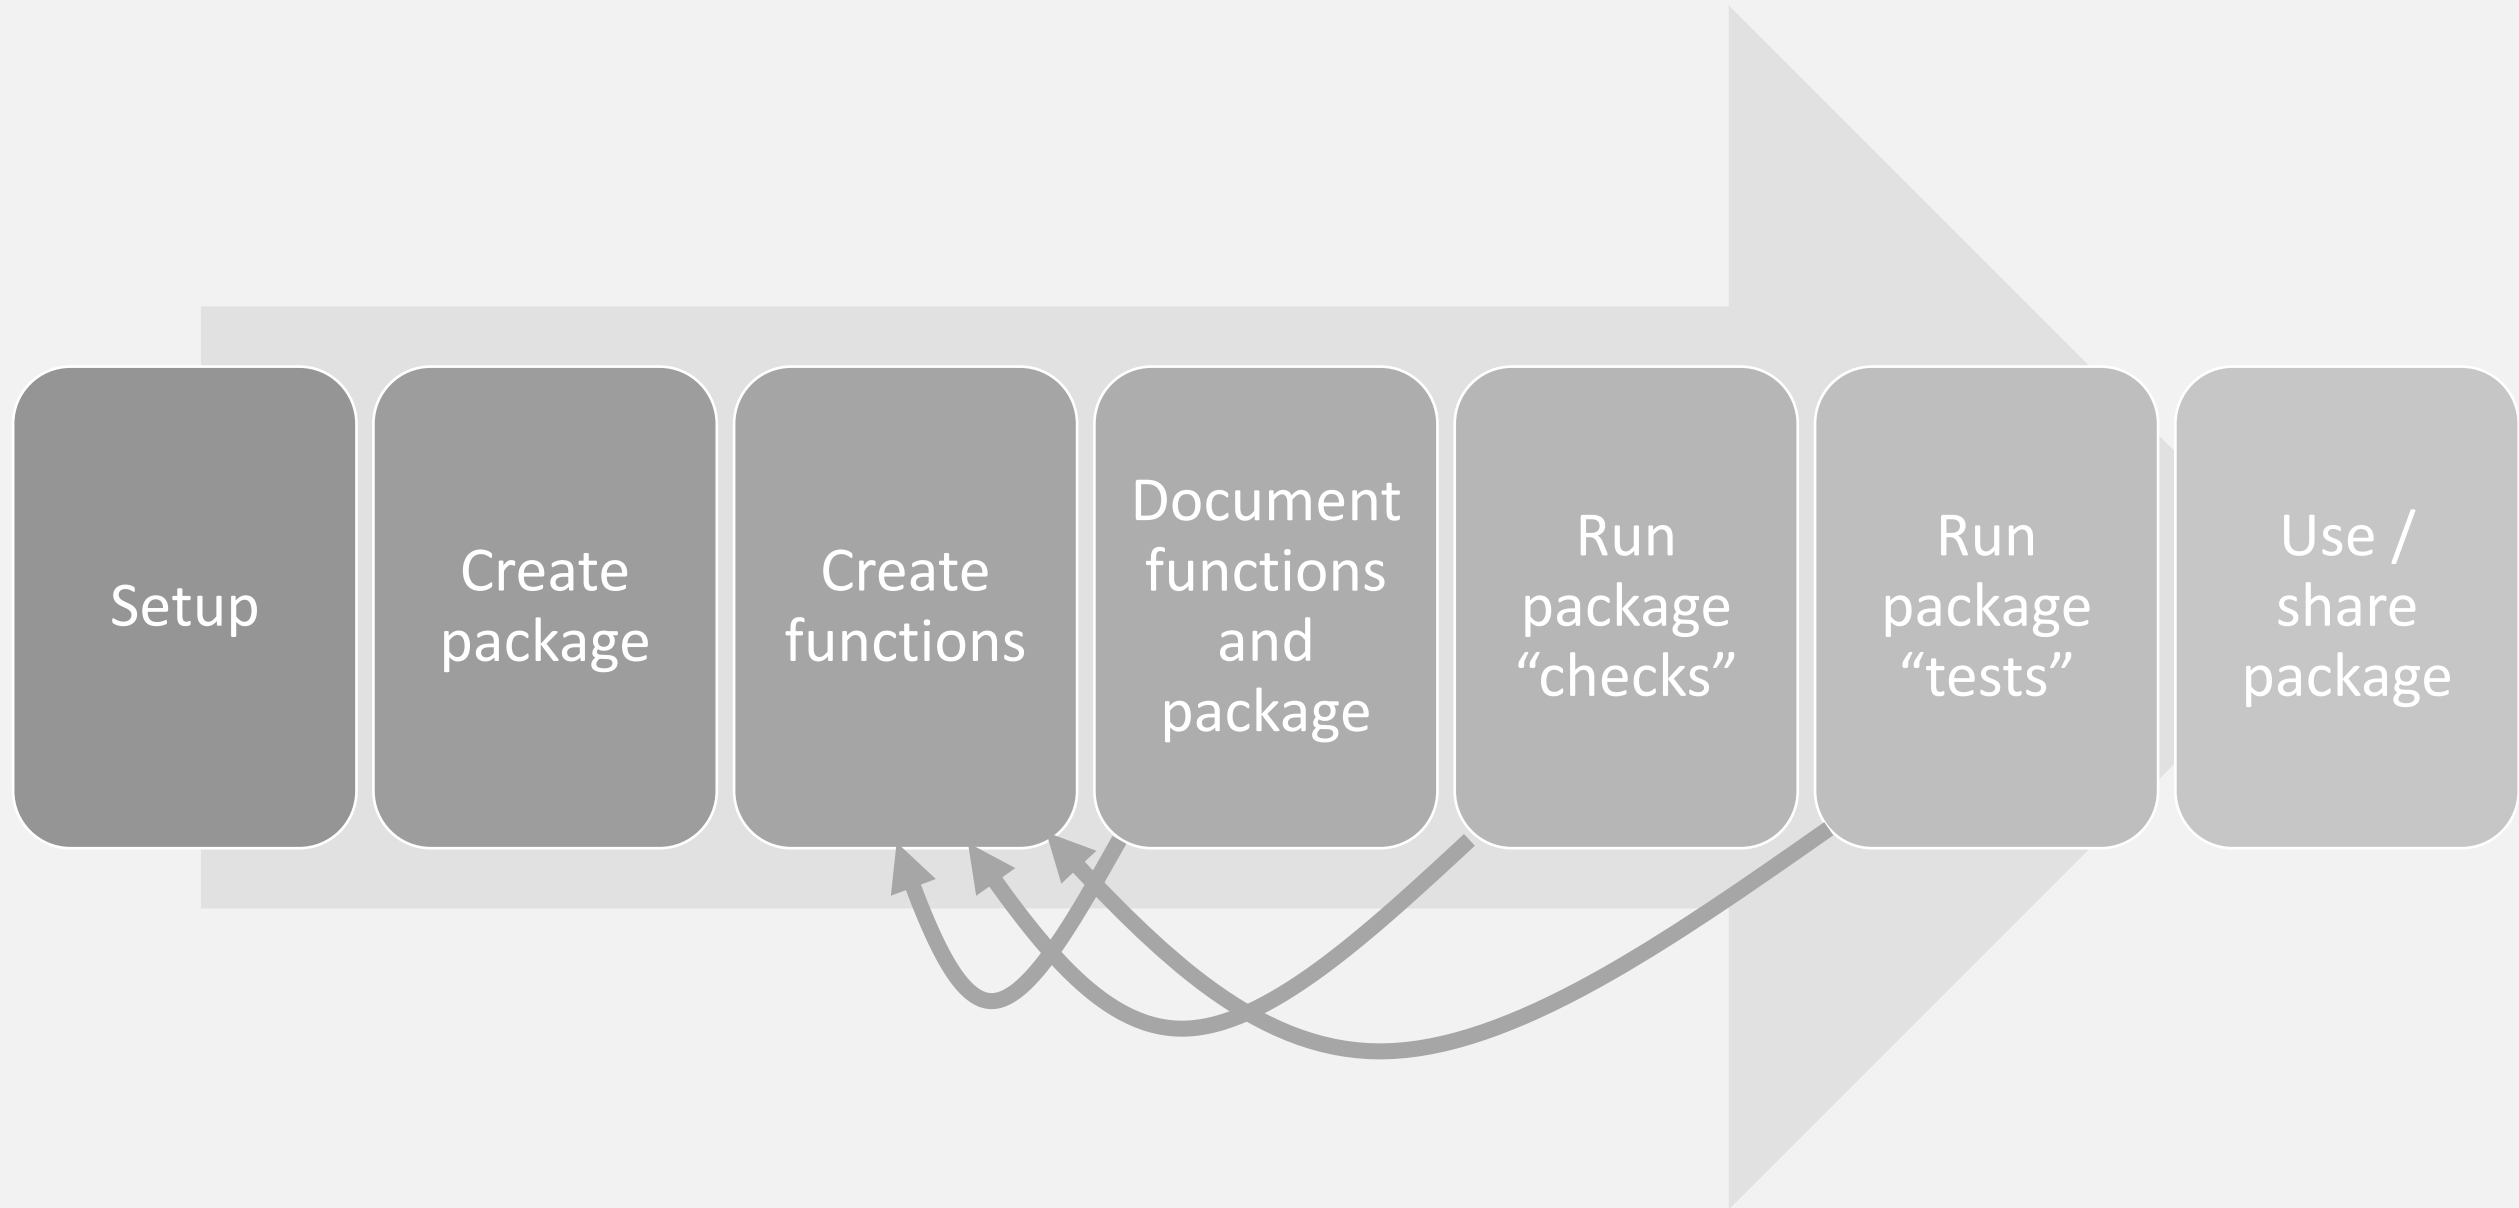 Setup
Create
package
Create
functions
Document
functions
and
package
Run
package
“checks”
Run
package
“tests”
Use /
share
package